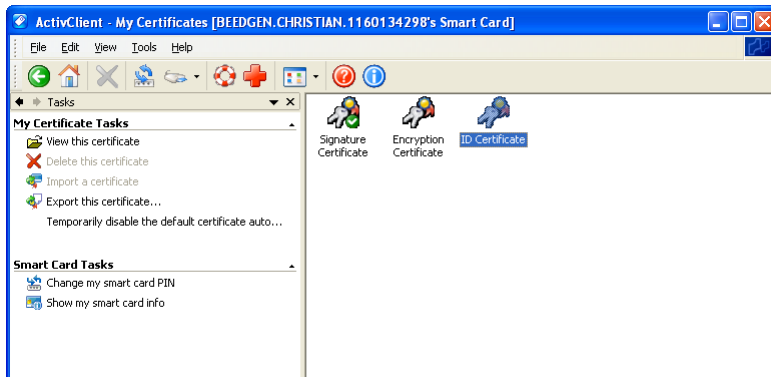 ActivClient - My Certificates [BEEDGEN.CHRISTIAN.1160134298's Smart Card]
File Edit View Tools Help
Tasks
My Certificate Tasks
View this certificate
Delete this certificate
Import a certificate
Export this certificate...
Temporarily disable the default certificate auto...
Smart Card Tasks
Change my smart card PIN
Show my smart card info
Signature
Certificate
Encryption
Certificate
ID Certificate